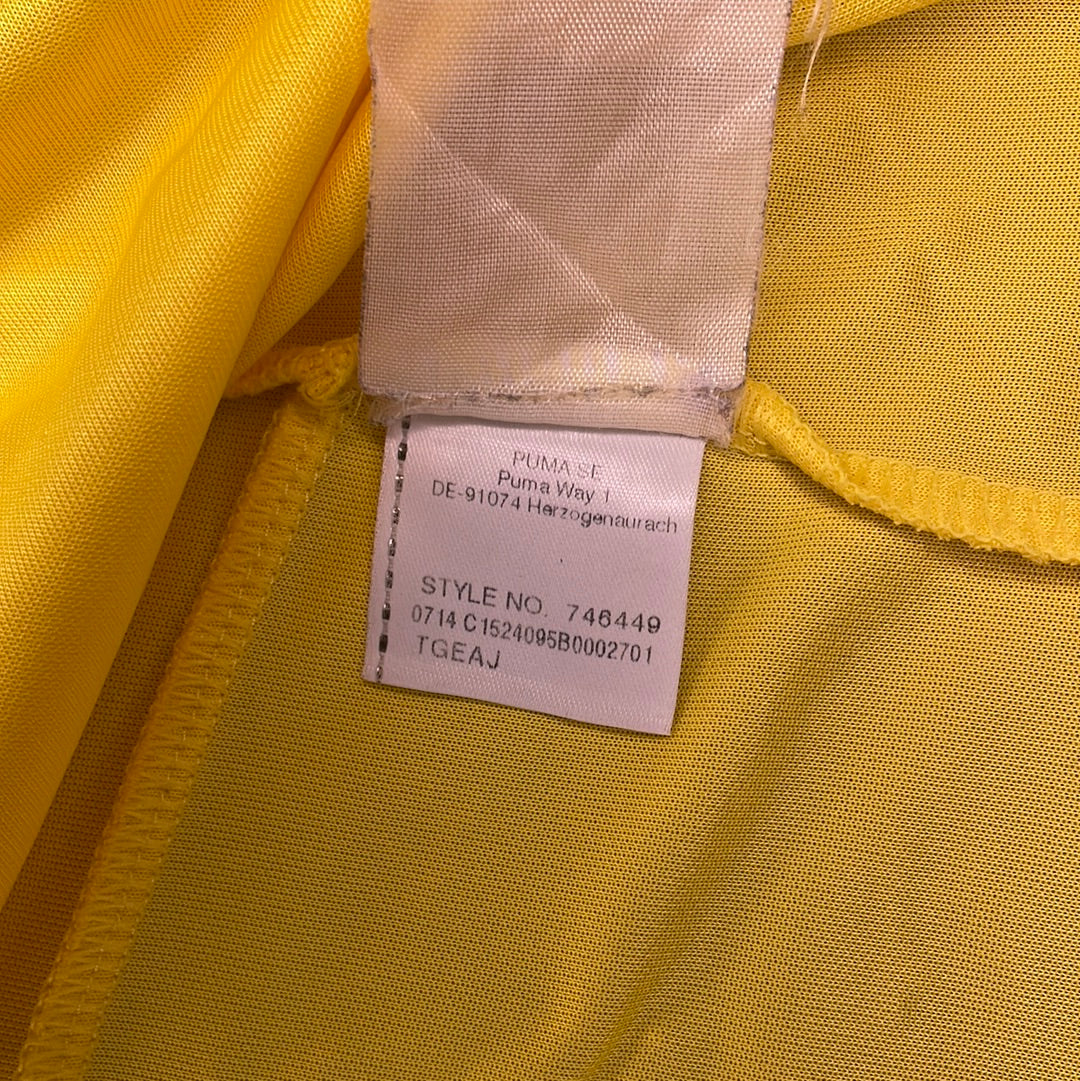 PUMA SE
Puma Way 1
DE-91074 Herzogenaurach
STYLE NO. 746449
0714 C1524095B0002701
TGEAJ